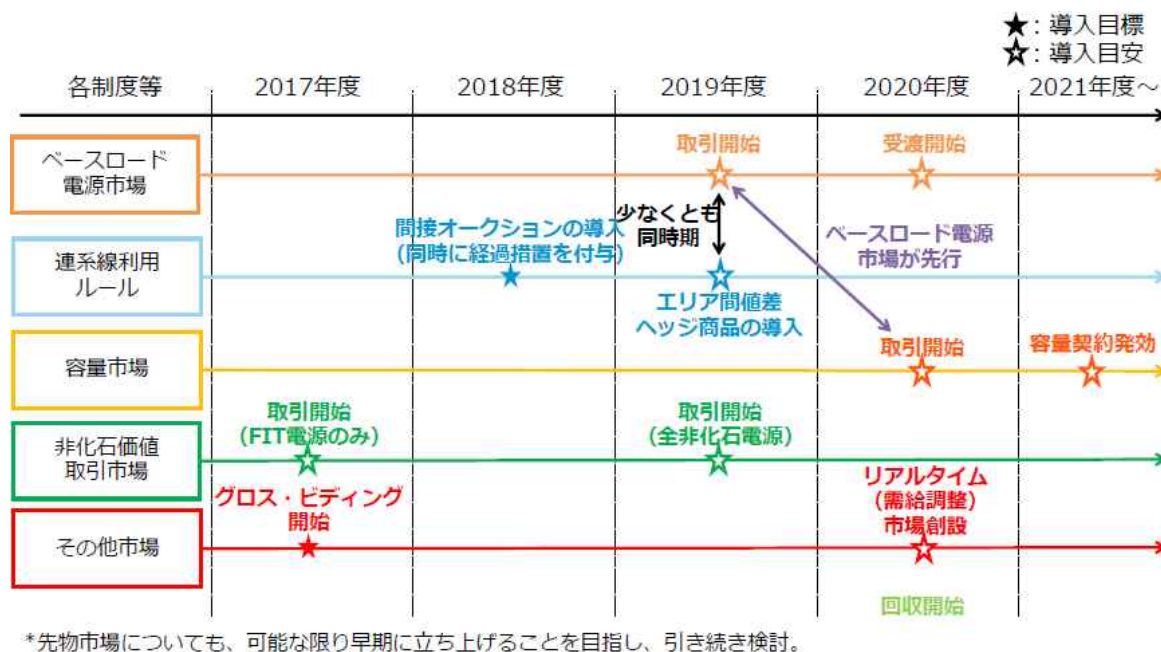 ★：導入目標
☆：導入目安
各制度等 2017年度 2018年度 2019年度 2020年度 2021年度～
ベースロード
電源市場
取引開始
受渡開始
少なくとも
同時期
ベースロード電源
市場が先行
連系線利用
ルール
間接オークションの導入
(同時に経過措置を付与)
エリア間値差
ヘッジ商品の導入
容量市場
取引開始
容量契約発効
非化石価値
取引市場
取引開始
(FIT電源のみ)
取引開始
(全非化石電源)
その他市場
グロス・ビディング
開始
リアルタイム
(需給調整)
市場創設
回収開始
*先物市場についても、可能な限り早期に立ち上げることを目指し、引き続き検討。